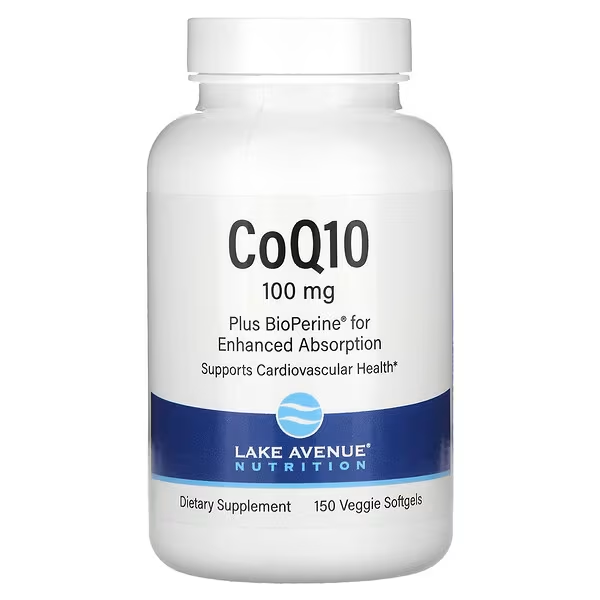 CoQ10
100 mg
Plus BioPerine® for
Enhanced Absorption
Supports Cardiovascular Health*
LAKE AVENUE®
NUTRITION
Dietary Supplement 150 Veggie Softgels